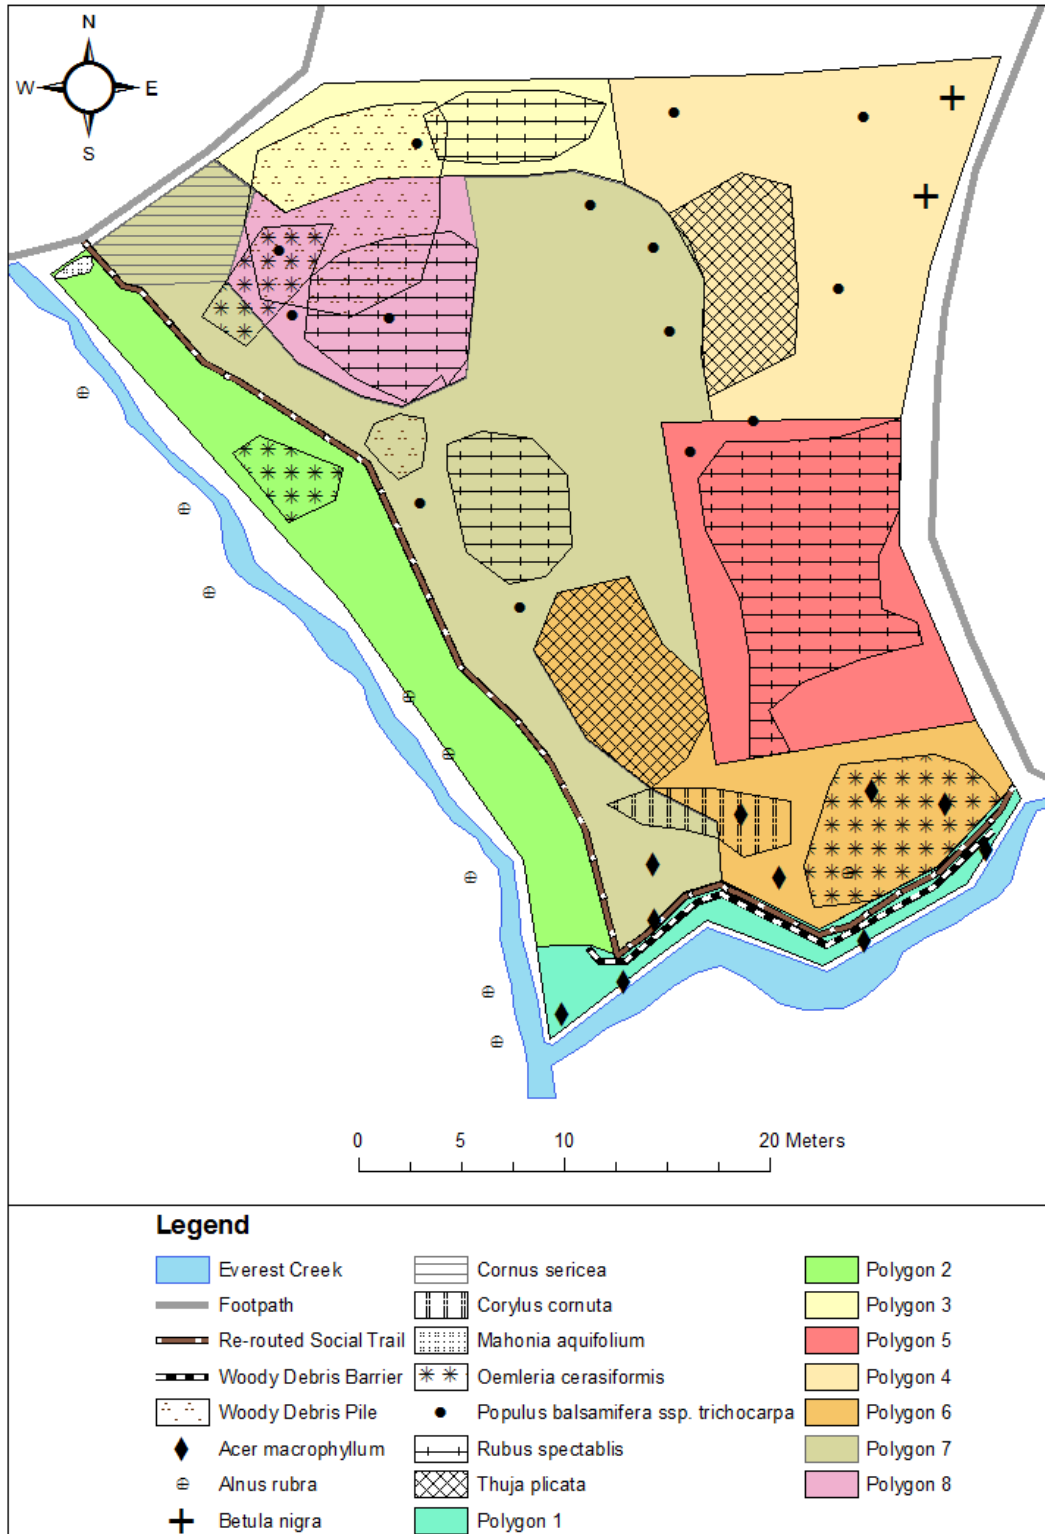 N
W E
S
0 5 10 20 Meters
Legend
Everest Creek
Footpath
Re-routed Social Trail
Woody Debris Barrier
Woody Debris Pile
Acer macrophyllum
Alnus rubra
Betula nigra
Cornus sericea
Corylus cornuta
Mahonia aquifolium
Oemleria cerasiformis
Populus balsamifera ssp. trichocarpa
Rubus spectablis
Thuja plicata
Polygon 1
Polygon 2
Polygon 3
Polygon 5
Polygon 4
Polygon 6
Polygon 7
Polygon 8